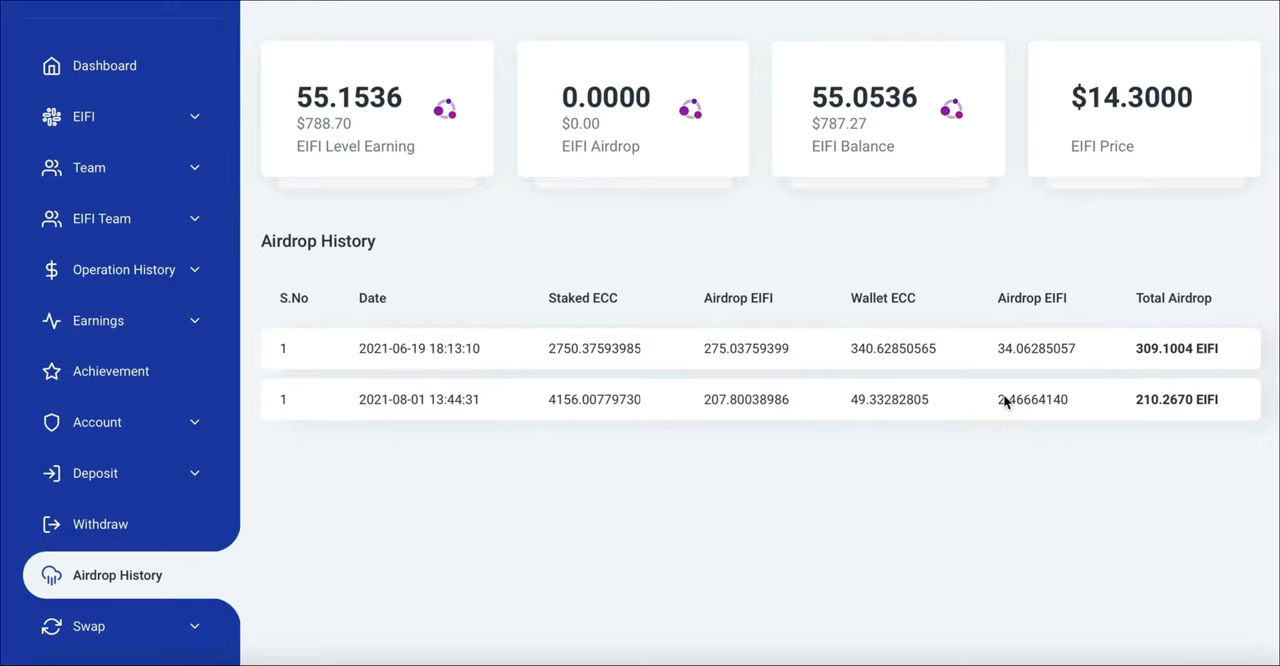 Dashboard
EIFI
Team
EIFI Team
Operation History
Earnings
Achievement
Account
Deposit
Withdraw
Airdrop History
Swap
55.1536
$788.70
EIFI Level Earning
0.0000
$0.00
EIFI Airdrop
55.0536
$787.27
EIFI Balance
$14.3000
EIFI Price
Airdrop History
S.No Date Staked ECC Airdrop EIFI Wallet ECC Airdrop EIFI Total Airdrop
1 2021-06-19 18:13:10 2750.37593985 275.03759399 340.62850565 34.06285057 309.1004 EIFI
1 2021-08-01 13:44:31 4156.00779730 207.80038986 49.33282805 2.46664140 210.2670 EIFI